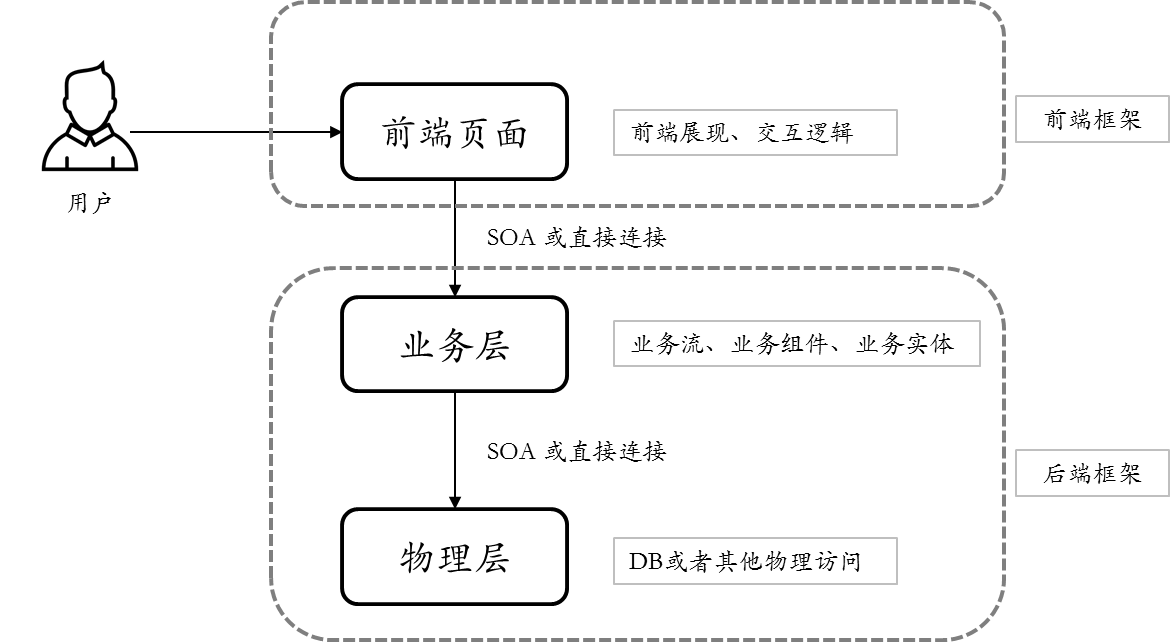 前端页面
前端展现、交互逻辑
前端框架
用户
SOA 或直接连接
业务层
业务流、业务组件、业务实体
SOA 或直接连接
后端框架
物理层
DB或者其他物理访问